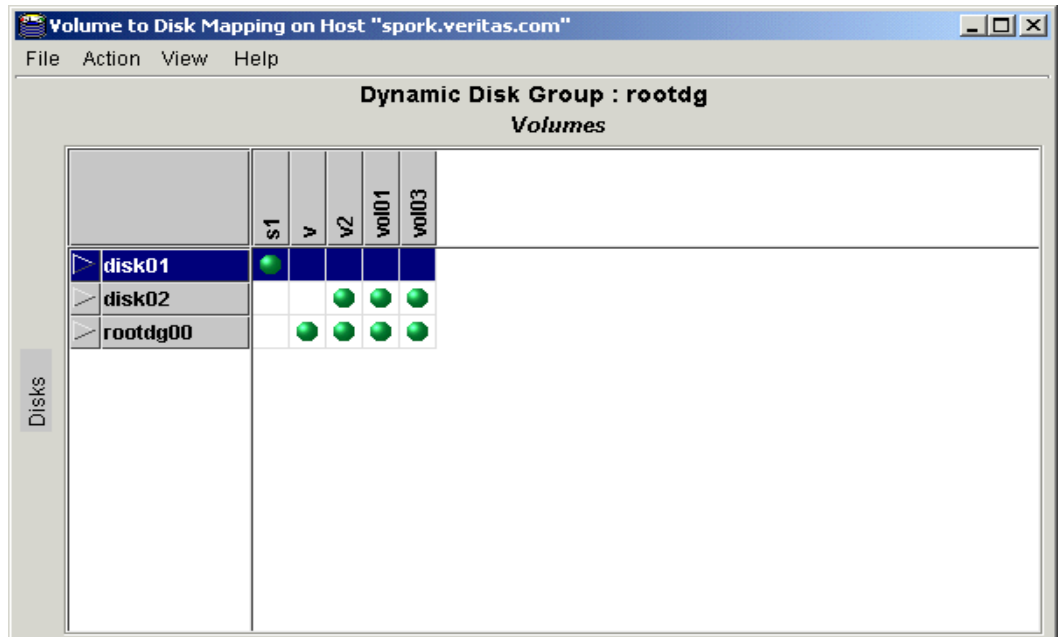 Volume to Disk Mapping on Host "spork.veritas.com"
File Action View Help
Dynamic Disk Group : rootdg
Volumes
s1 v v2 vol01 vol03
disk01
disk02
rootdg00
Disks